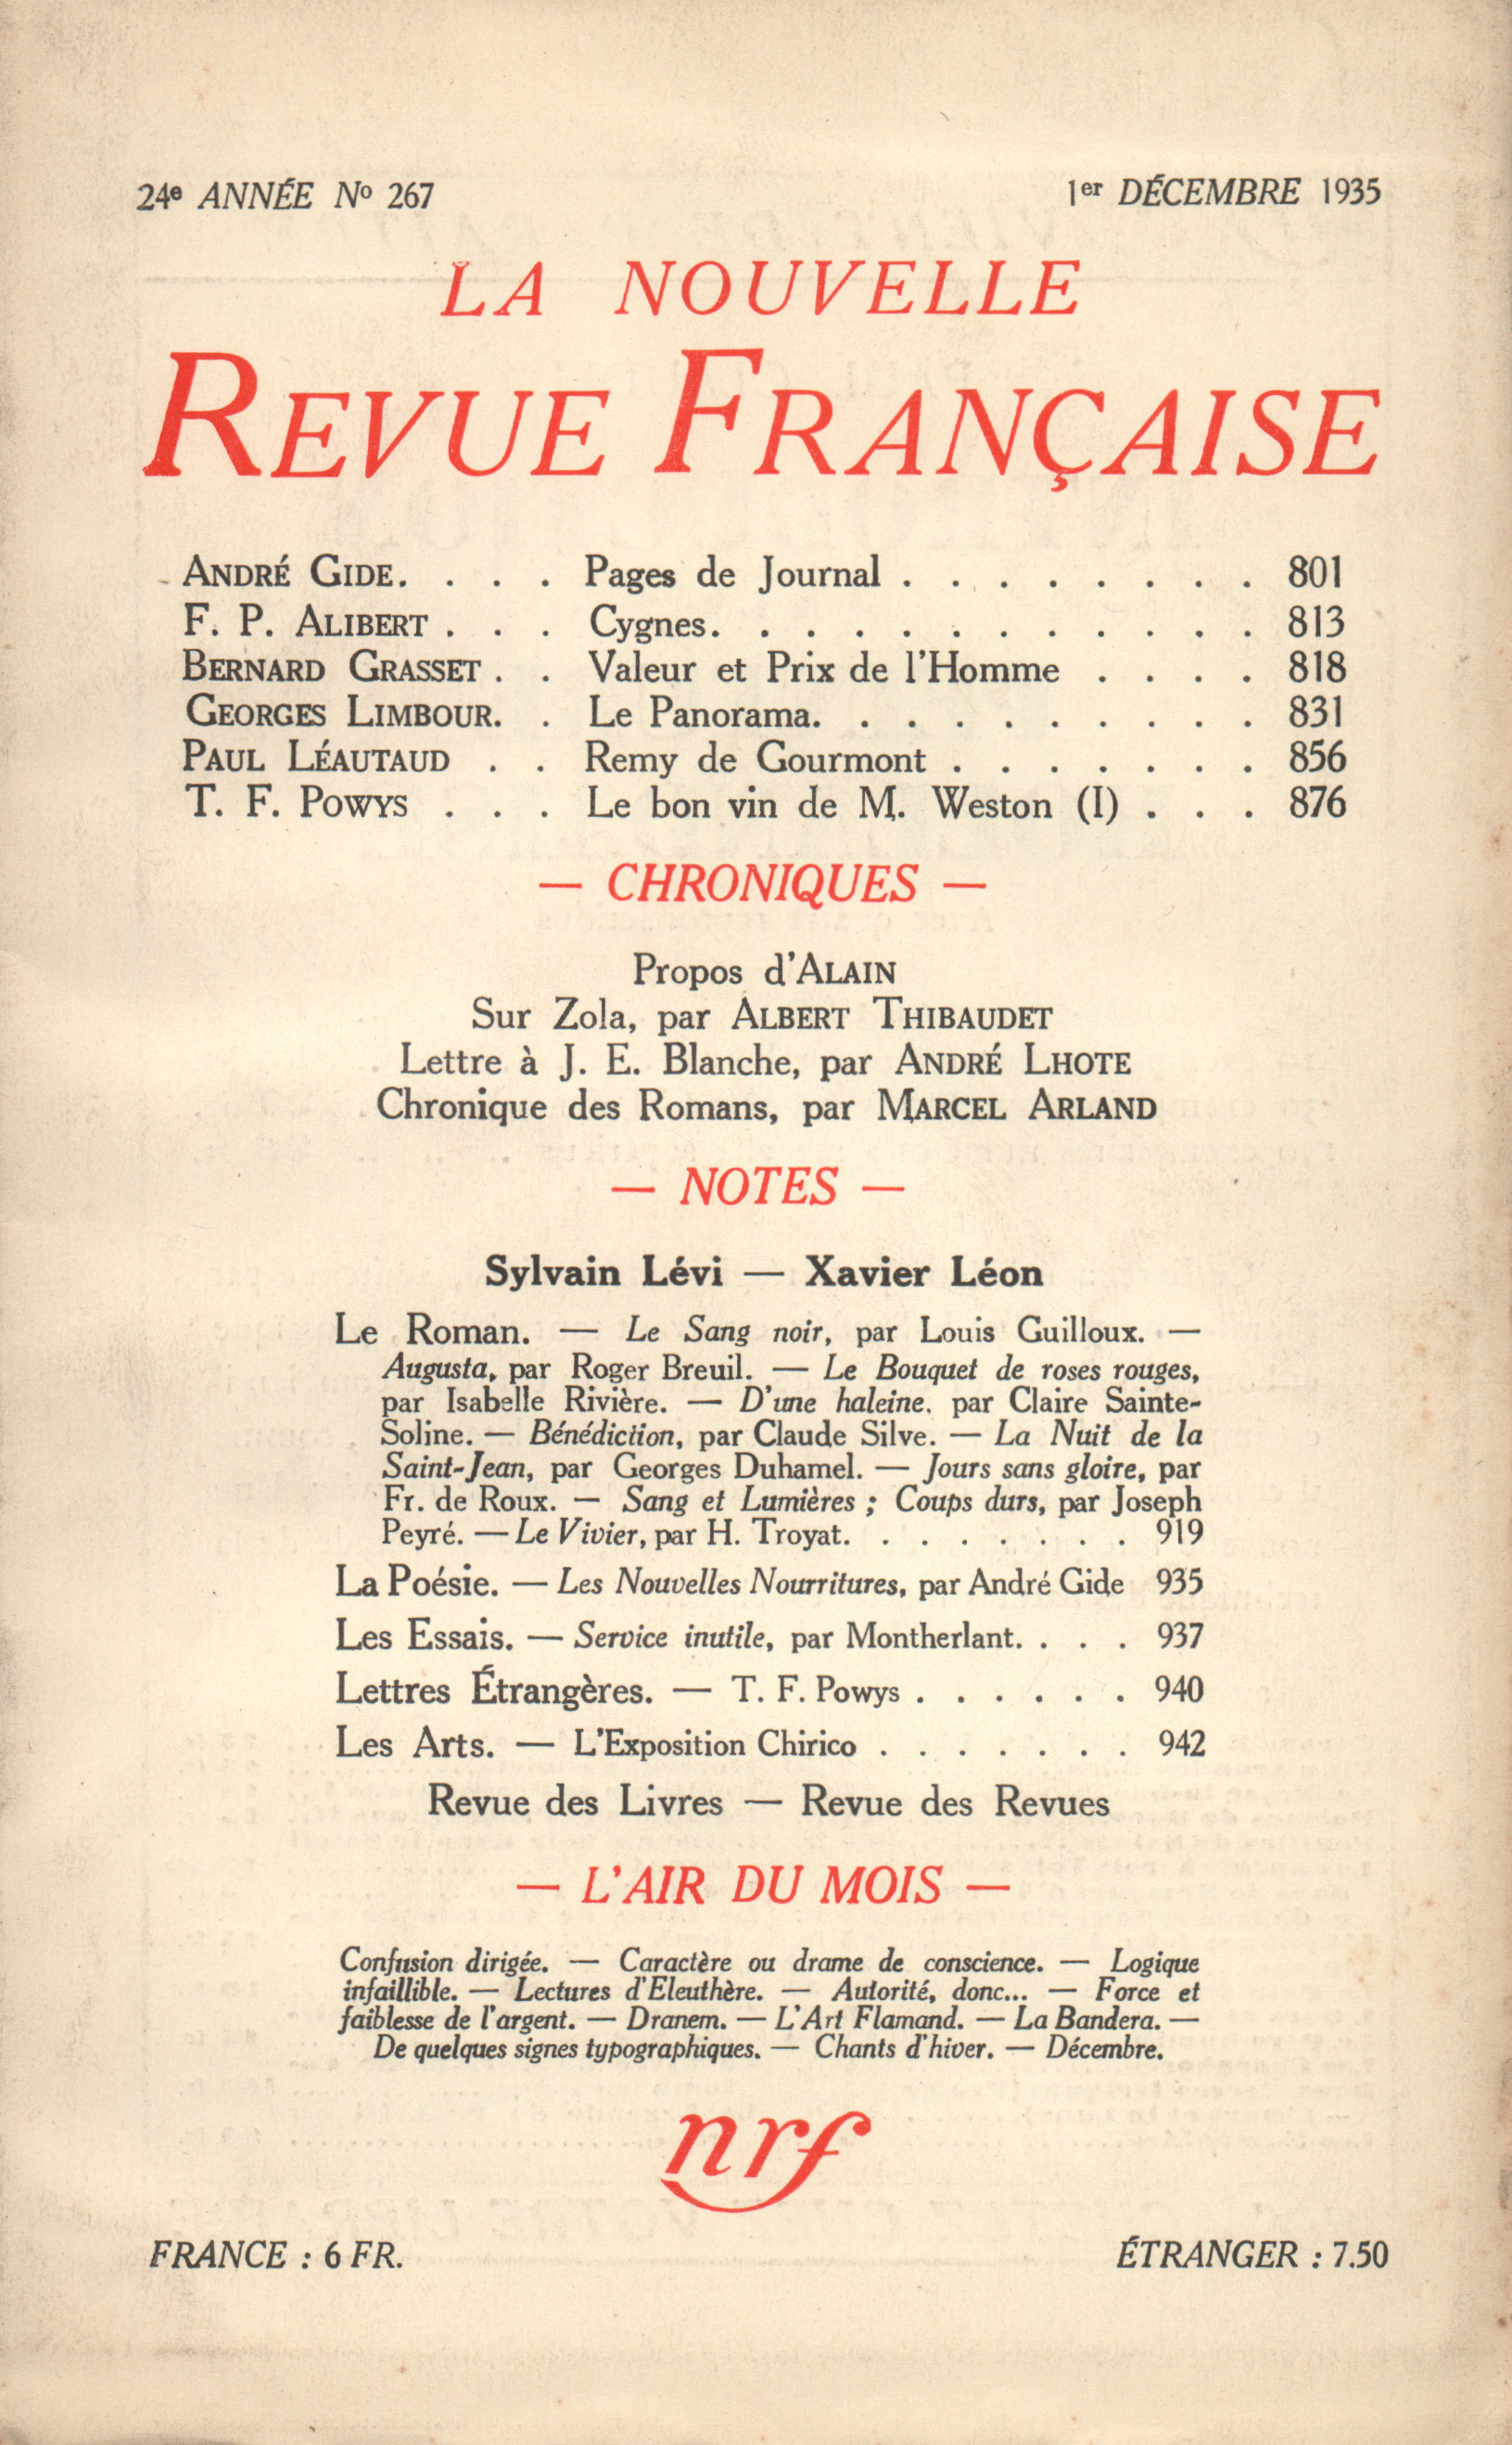 24e ANNÉE No 267 1er DÉCEMBRE 1935
LA NOUVELLE
REVUE FRANÇAISE
ANDRÉ GIDE. . . . Pages de Journal . . . . . . . . 801
F. P. ALIBERT . . . Cygnes. . . . . . . . . . . . 813
BERNARD GRASSET . . Valeur et Prix de l'Homme . . . . 818
GEORGES LIMBOUR. . Le Panorama. . . . . . . . . . 831
PAUL LÉAUTAUD . . Remy de Gourmont . . . . . . . 856
T. F. POWYS . . . Le bon vin de M. Weston (I) . . . 876
— CHRONIQUES —
Propos d'ALAIN
Sur Zola, par ALBERT THIBAUDET
Lettre à J. E. Blanche, par ANDRÉ LHOTE
Chronique des Romans, par MARCEL ARLAND
— NOTES —
Sylvain Lévi — Xavier Léon
Le Roman. — Le Sang noir, par Louis Guilloux. —
Augusta, par Roger Breuil. — Le Bouquet de roses rouges,
par Isabelle Rivière. — D'une haleine. par Claire Sainte-
Soline. — Bénédiction, par Claude Silve. — La Nuit de la
Saint-Jean, par Georges Duhamel. — Jours sans gloire, par
Fr. de Roux. — Sang et Lumières ; Coups durs, par Joseph
Peyré. — Le Vivier, par H. Troyat. . . . . . . . 919
La Poésie. — Les Nouvelles Nourritures, par André Gide 935
Les Essais. — Service inutile, par Montherlant. . . . 937
Lettres Étrangères. — T. F. Powys . . . . . . 940
Les Arts. — L'Exposition Chirico . . . . . . . 942
Revue des Livres — Revue des Revues
— L'AIR DU MOIS —
Confusion dirigée. — Caractère ou drame de conscience. — Logique
infaillible. — Lectures d'Eleuthère. — Autorité, donc... — Force et
faiblesse de l'argent. — Dranem. — L'Art Flamand. — La Bandera. —
De quelques signes typographiques. — Chants d'hiver. — Décembre.
nrf
FRANCE : 6 FR. ÉTRANGER : 7.50